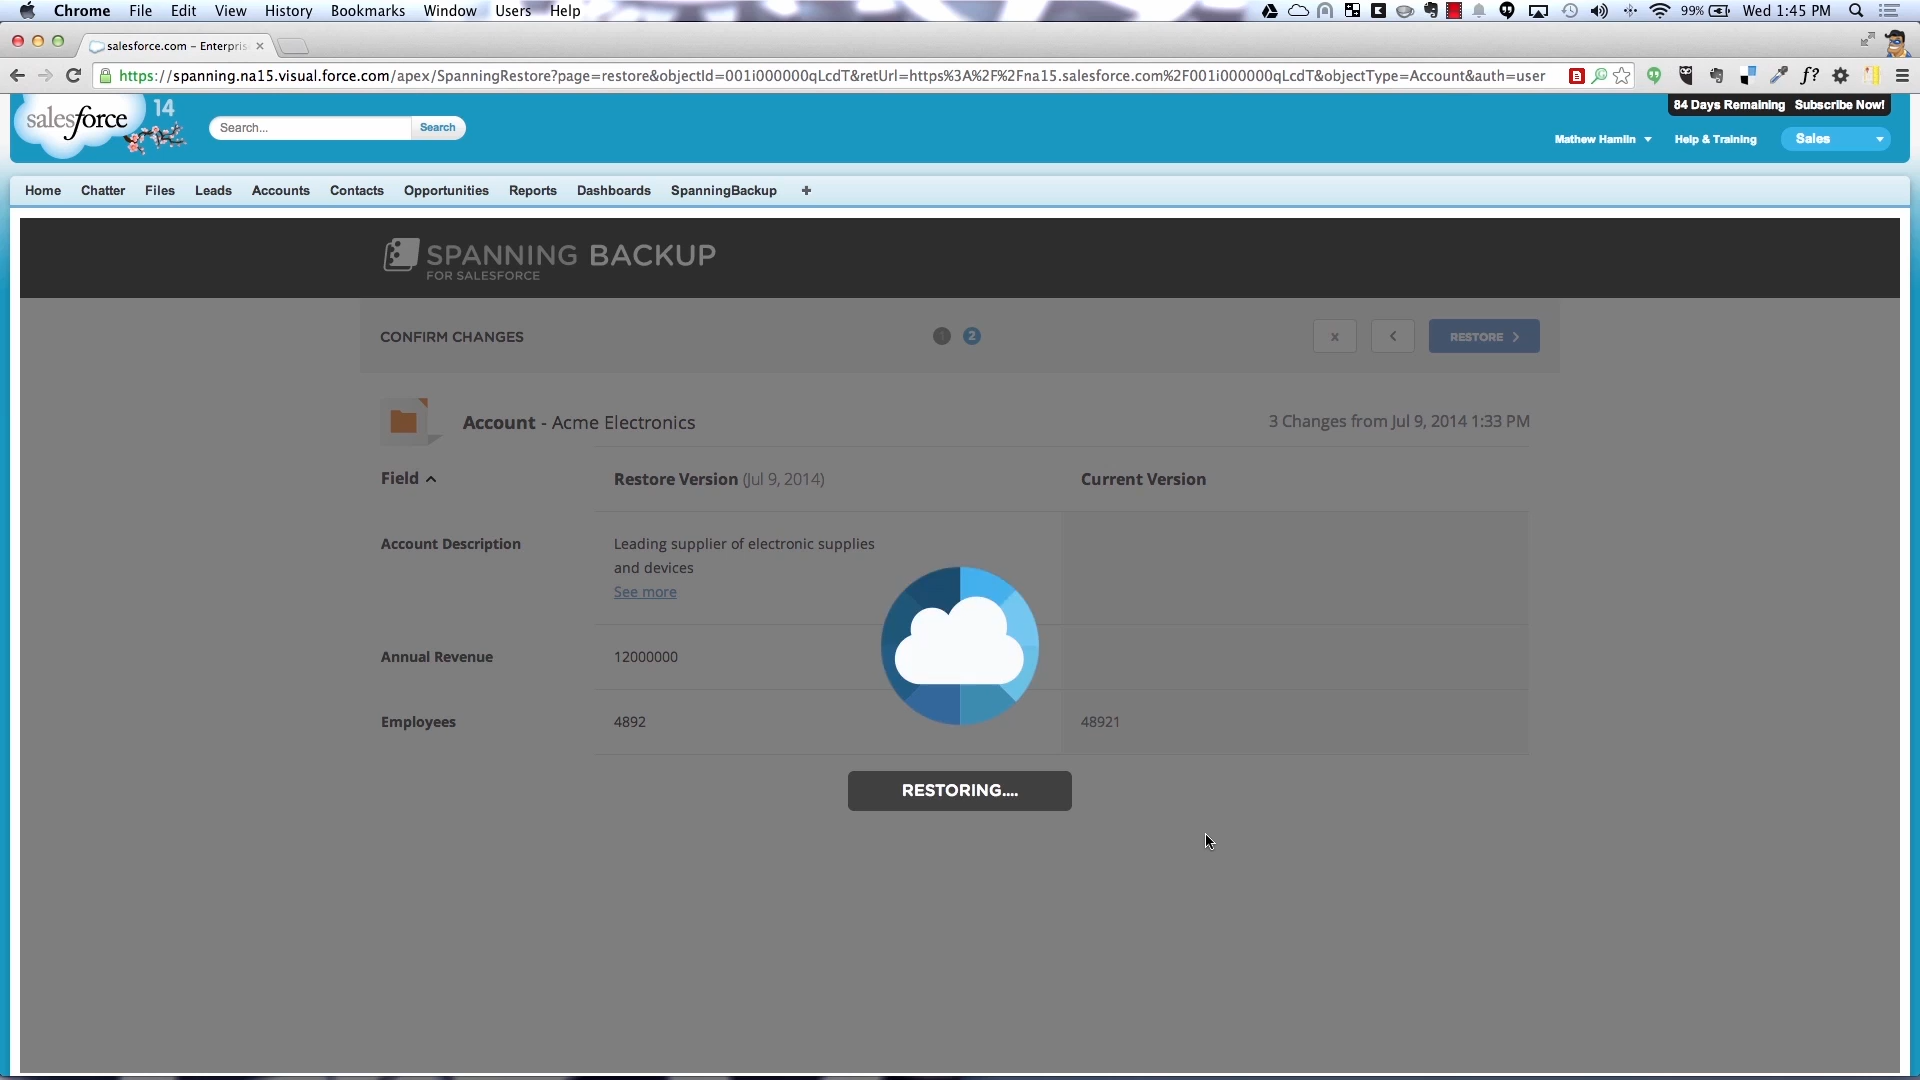 Chrome File Edit View History Bookmarks Window Users Help 99% Wed 1:45 PM
salesforce.com – Enterpris
https://spanning.na15.visual.force.com/apex/SpanningRestore?page=restore&objectId=001i000000qLcdT&retUrl=https%3A%2F%2Fna15.salesforce.com%2F001i000000qLcdT&objectType=Account&auth=user f?
84 Days Remaining Subscribe Now!
salesforce 14
Search... Search
Mathew Hamlin Help & Training Sales
Home Chatter Files Leads Accounts Contacts Opportunities Reports Dashboards SpanningBackup +
SPANNING BACKUP
FOR SALESFORCE
CONFIRM CHANGES 1 2 x < RESTORE >
Account - Acme Electronics 3 Changes from Jul 9, 2014 1:33 PM
Field Restore Version (Jul 9, 2014) Current Version
Account Description Leading supplier of electronic supplies
and devices
See more
Annual Revenue 12000000
Employees 4892 48921
RESTORING....